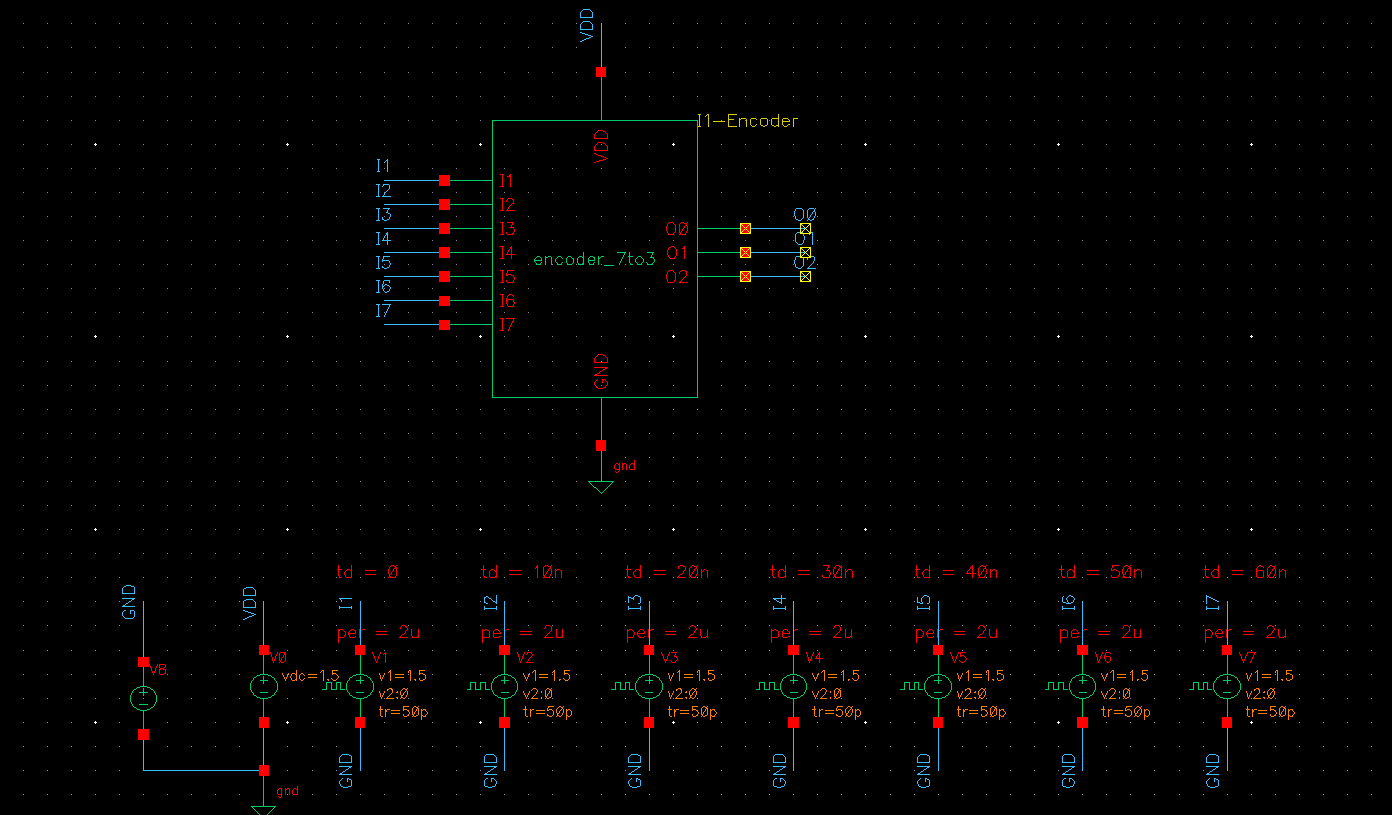 VDD
I1-Encoder
VDD
I1
I2
I3
I4
I5
I6
I7
I1
I2
I3
I4
I5
I6
I7
encoder_7to3
O0
O1
O2
O0
O1
O2
GND
gnd
td = 0
td = 10n
td = 20n
td = 30n
td = 40n
td = 50n
td = 60n
GND
VDD
I1
I2
I3
I4
I5
I6
I7
per = 2u
per = 2u
per = 2u
per = 2u
per = 2u
per = 2u
per = 2u
V8
V0
vdc=1.5
V1
v1=1.5
v2:0
tr=50p
V2
v1=1.5
v2:0
tr=50p
V3
v1=1.5
v2:0
tr=50p
V4
v1=1.5
v2:0
tr=50p
V5
v1=1.5
v2:0
tr=50p
V6
v1=1.5
v2:0
tr=50p
V7
v1=1.5
v2:0
tr=50p
GND
GND
GND
GND
GND
GND
GND
gnd